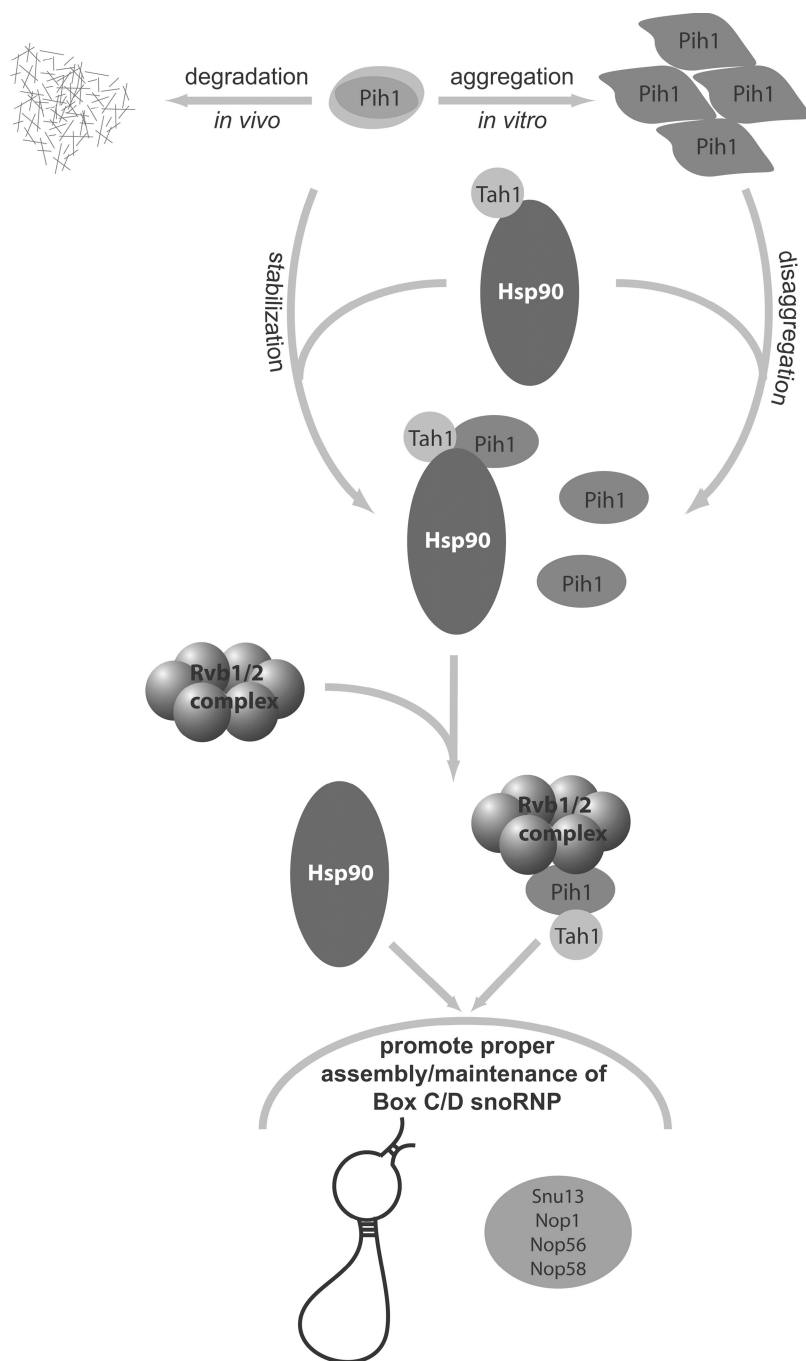 degradation
in vivo
Pih1
aggregation
in vitro
Pih1
Pih1
Pih1
Pih1
Tah1
Hsp90
stabilization
disaggregation
Tah1
Pih1
Hsp90
Pih1
Pih1
Rvb1/2
complex
Rvb1/2
complex
Hsp90
Pih1
Tah1
promote proper
assembly/maintenance of
Box C/D snoRNP
Snu13
Nop1
Nop56
Nop58